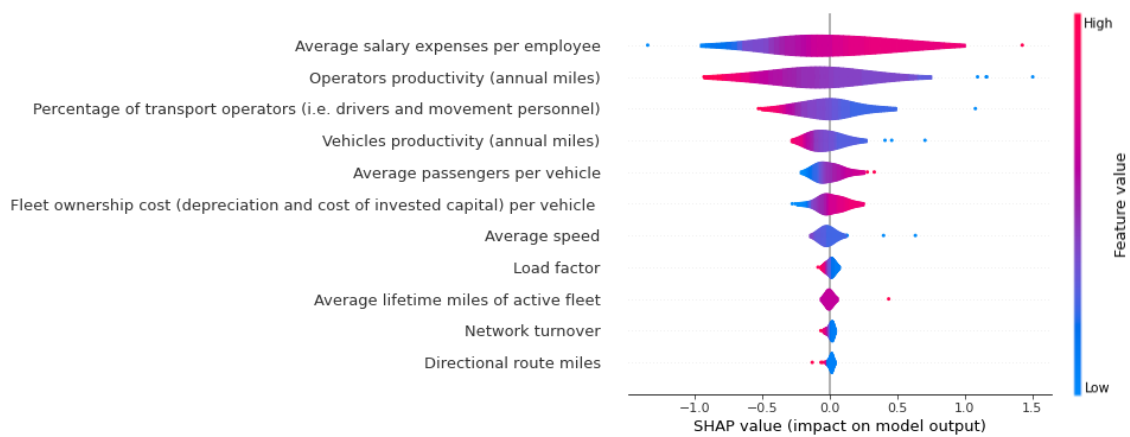 High
Average salary expenses per employee
Operators productivity (annual miles)
Percentage of transport operators (i.e. drivers and movement personnel)
Vehicles productivity (annual miles)
Average passengers per vehicle
Fleet ownership cost (depreciation and cost of invested capital) per vehicle
Average speed
Load factor
Average lifetime miles of active fleet
Network turnover
Directional route miles
Feature value
Low
−1.0 −0.5 0.0 0.5 1.0 1.5
SHAP value (impact on model output)